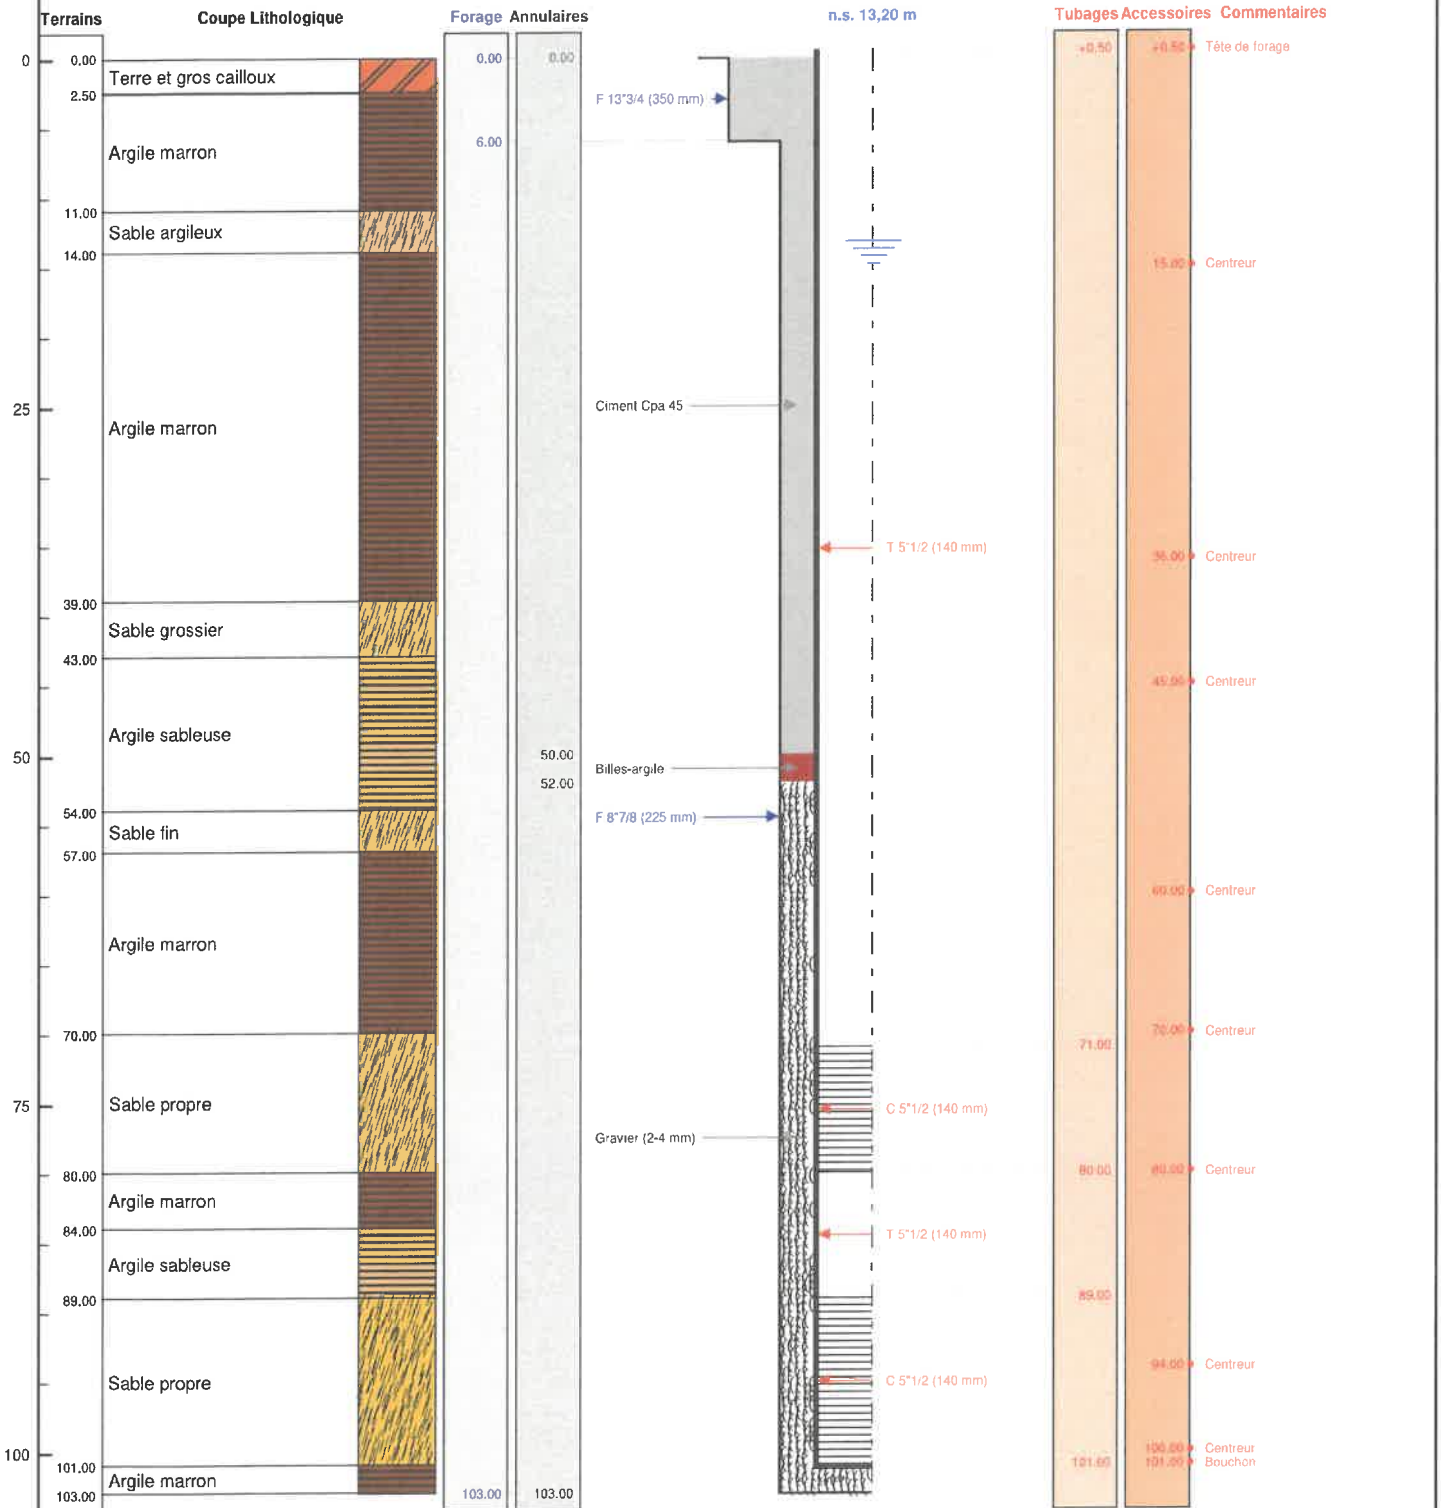 Terrains Coupe Lithologique Forage Annulaires n.s. 13,20 m Tubages Accessoires Commentaires
0 0.00 0.00 0.00 +0.50 +0.50 Tête de forage
Terre et gros cailloux
2.50 F 13"3/4 (350 mm)
Argile marron 6.00
11.00
Sable argileux
14.00 15.00 Centreur
25 Ciment Cpa 45
Argile marron
T 5"1/2 (140 mm) 36.00 Centreur
39.00
Sable grossier
43.00
45.00 Centreur
Argile sableuse
50 50.00 Billes-argile
52.00
54.00 F 8"7/8 (225 mm)
Sable fin
57.00
60.00 Centreur
Argile marron
70.00 70.00 Centreur
71.00
75 Sable propre C 5"1/2 (140 mm)
Gravier (2-4 mm)
80.00 80.00 80.00 Centreur
Argile marron
84.00 T 5"1/2 (140 mm)
Argile sableuse
89.00 89.00
94.00 Centreur
Sable propre C 5"1/2 (140 mm)
100 100.00 Centreur
101.00 101.00 101.00 Bouchon
Argile marron
103.00 103.00 103.00